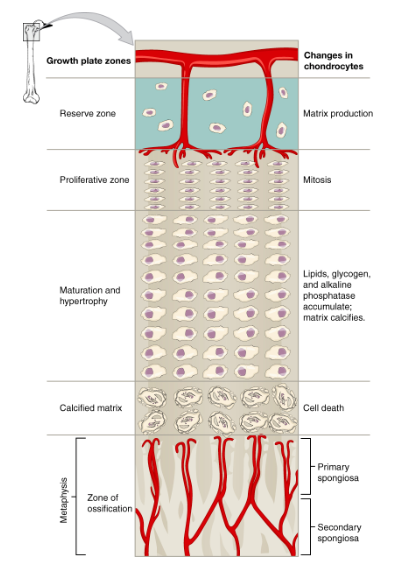 Growth plate zones
Changes in
chondrocytes
Reserve zone
Matrix production
Proliferative zone
Mitosis
Maturation and
hypertrophy
Lipids, glycogen,
and alkaline
phosphatase
accumulate;
matrix calcifies.
Calcified matrix
Cell death
Metaphysis
Zone of
ossification
Primary
spongiosa
Secondary
spongiosa